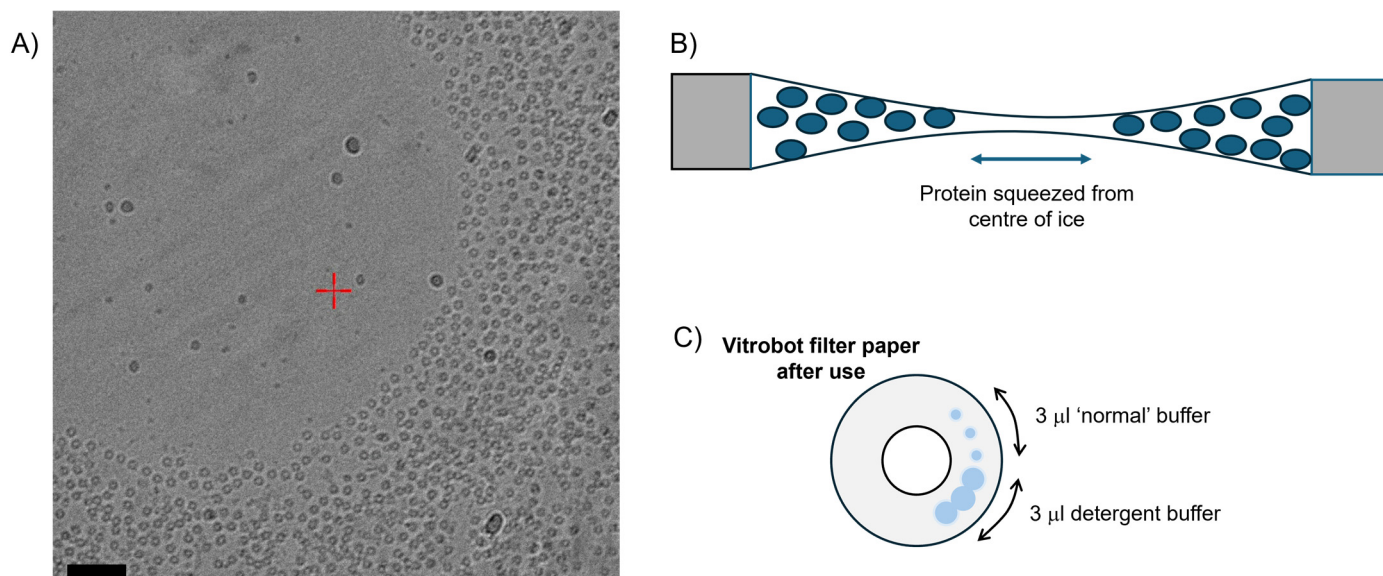 A)
B)
Protein squeezed from
centre of ice
C)
Vitrobot filter paper
after use
3 μl ‘normal’ buffer
3 μl detergent buffer